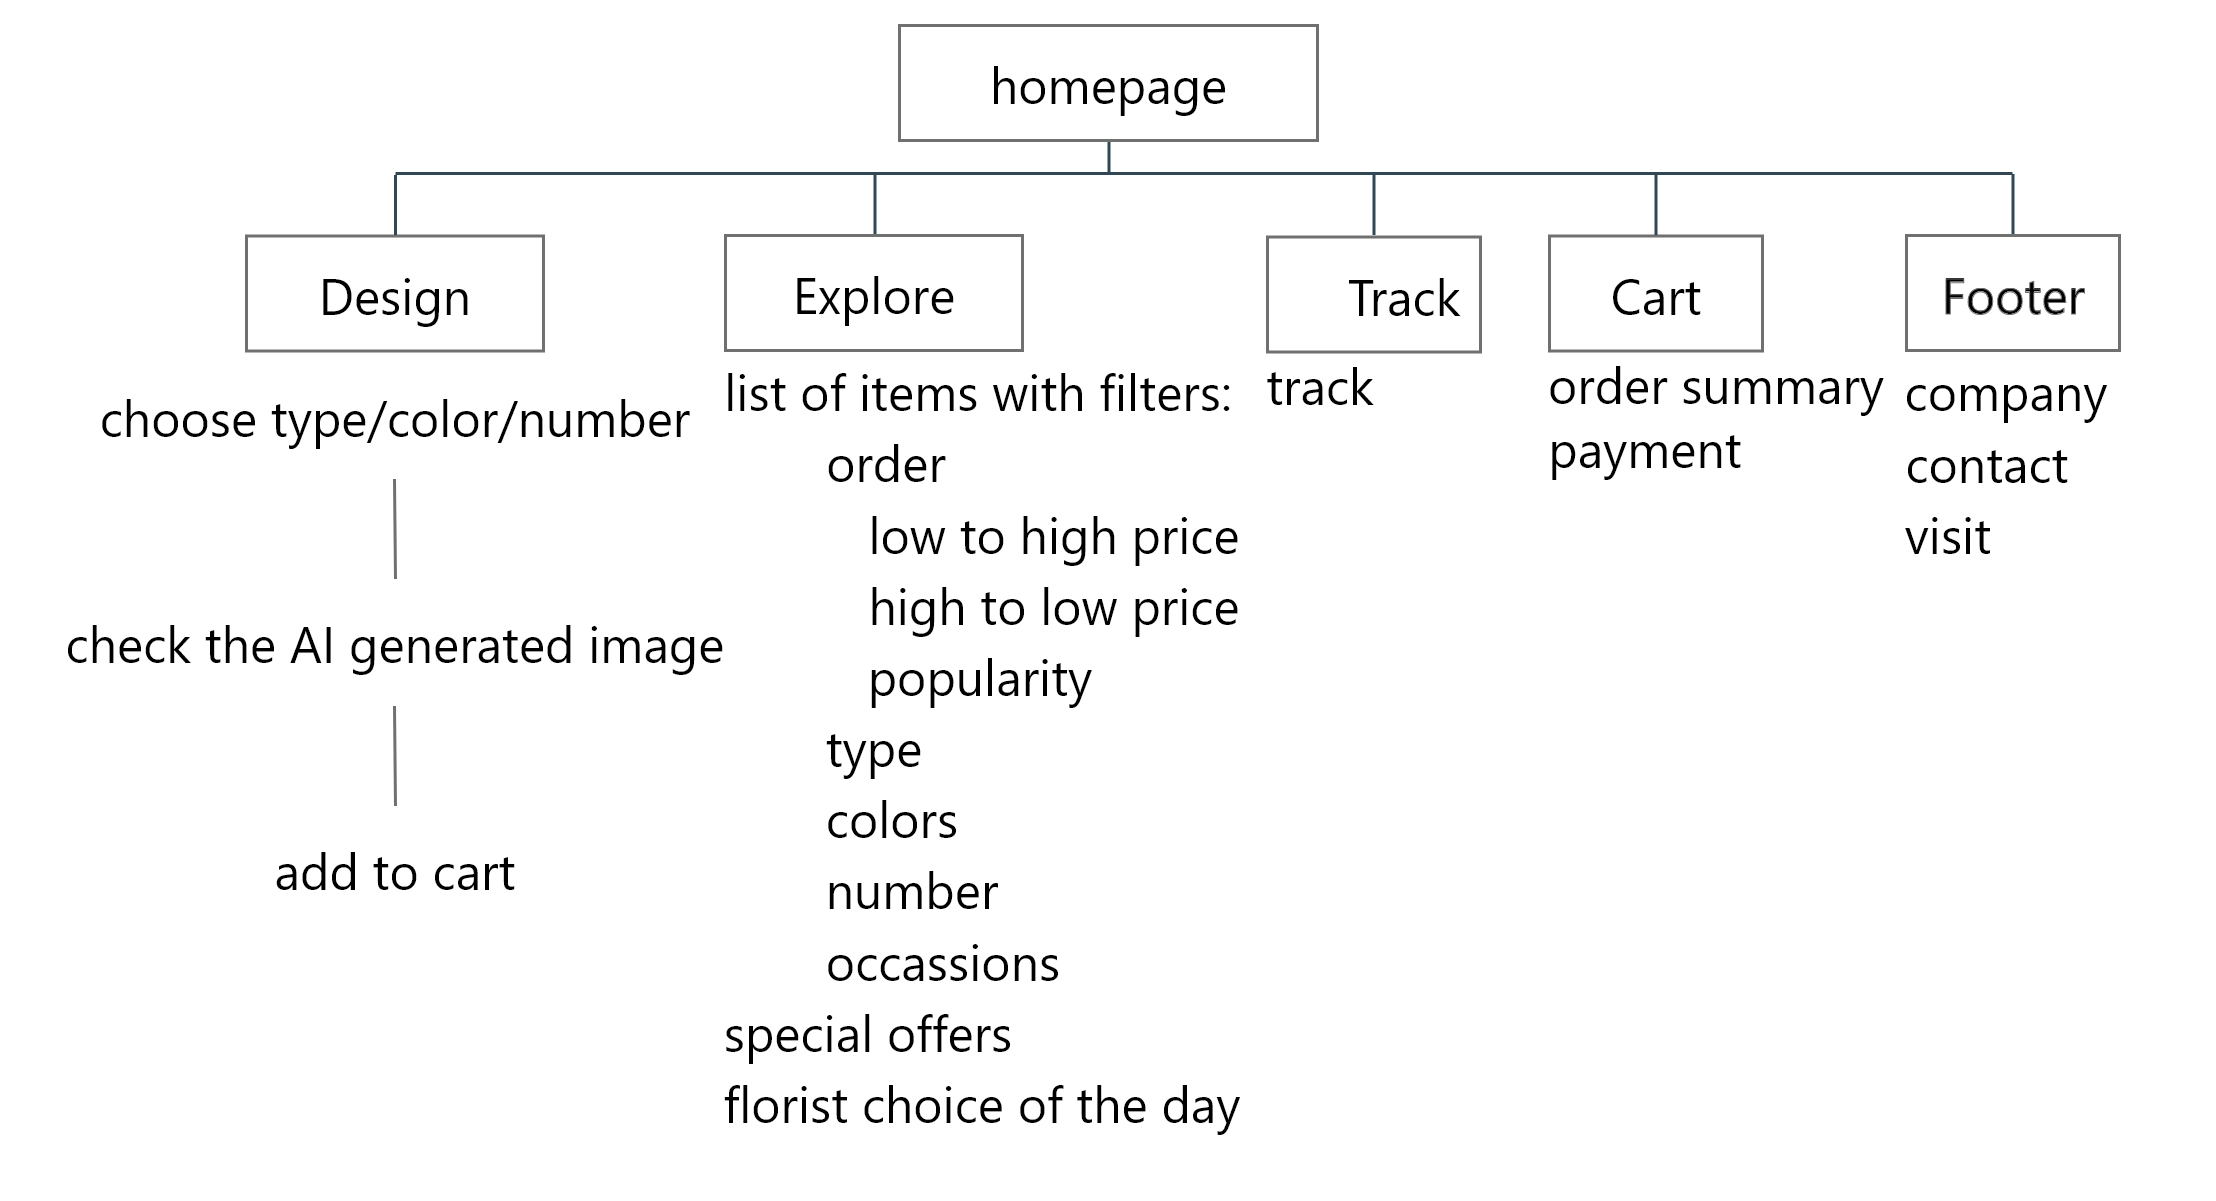 homepage
Design
Explore
Track
Cart
Footer
choose type/color/number
check the AI generated image
add to cart
list of items with filters:
order
low to high price
high to low price
popularity
type
colors
number
occassions
special offers
florist choice of the day
track
order summary
payment
company
contact
visit